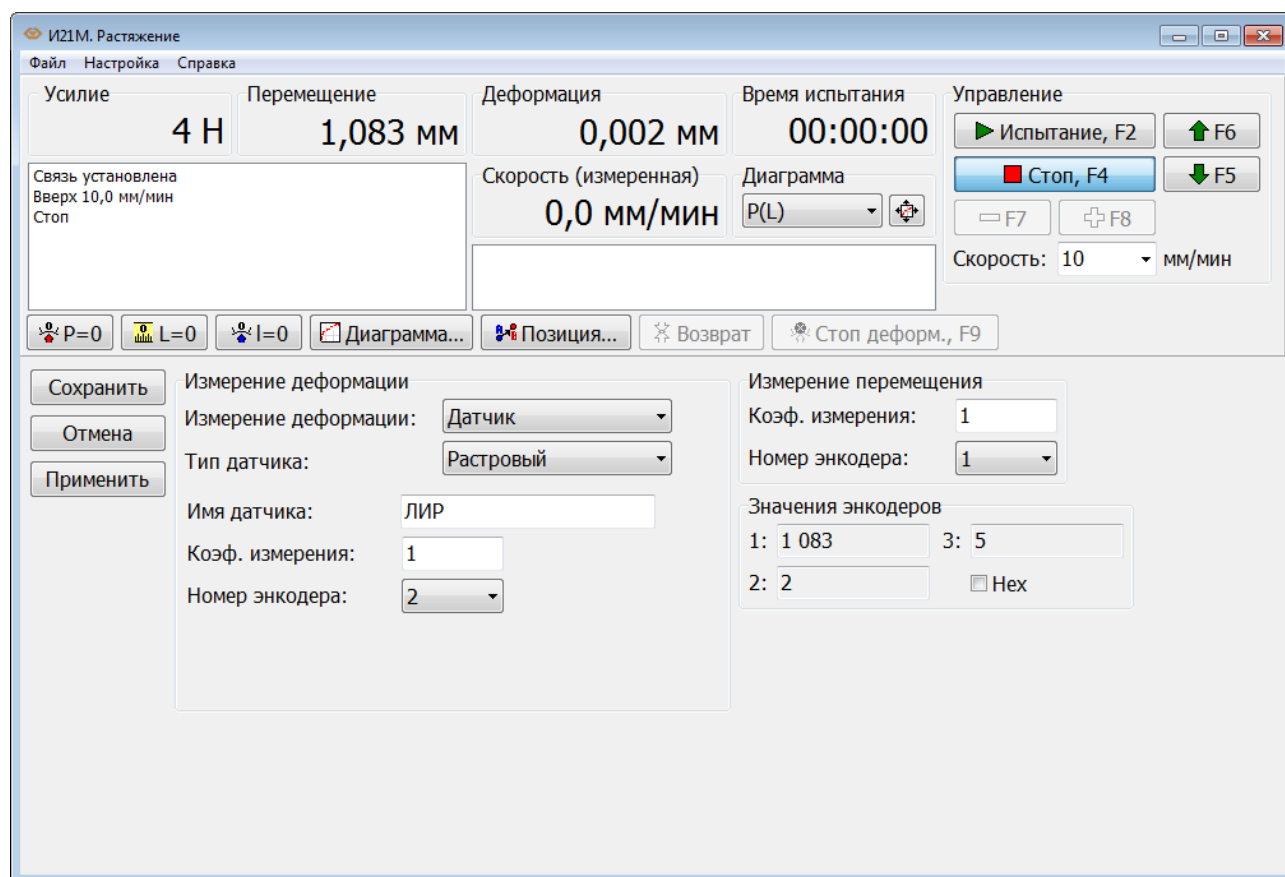 И21М. Растяжение
Файл Настройка Справка
Усилие
4 Н
Перемещение
1,083 мм
Деформация
0,002 мм
Время испытания
00:00:00
Управление
Испытание, F2
F6
Стоп, F4
F5
F7
F8
Скорость: 10 мм/мин
Связь установлена
Вверх 10,0 мм/мин
Стоп
Скорость (измеренная)
0,0 мм/мин
Диаграмма
P(L)
P=0
L=0
l=0
Диаграмма...
Позиция...
Возврат
Стоп деформ., F9
Сохранить
Отмена
Применить
Измерение деформации
Измерение деформации: Датчик
Тип датчика: Растровый
Имя датчика: ЛИР
Коэф. измерения: 1
Номер энкодера: 2
Измерение перемещения
Коэф. измерения: 1
Номер энкодера: 1
Значения энкодеров
1: 1 083
3: 5
2: 2
Hex